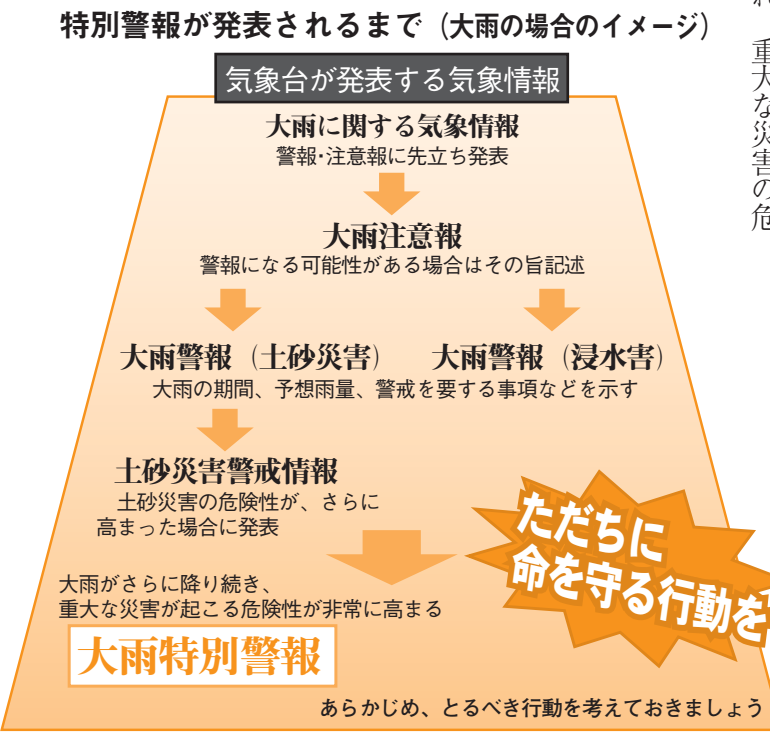 特別警報が発表されるまで（大雨の場合のイメージ）
気象台が発表する気象情報
大雨に関する気象情報
警報・注意報に先立ち発表
大雨注意報
警報になる可能性がある場合はその旨記述
大雨警報（土砂災害）　大雨警報（浸水害）
大雨の期間、予想雨量、警戒を要する事項などを示す
土砂災害警戒情報
土砂災害の危険性が、さらに
高まった場合に発表
ただちに
命を守る行動を
大雨がさらに降り続き、
重大な災害が起こる危険性が非常に高まる
大雨特別警報
あらかじめ、とるべき行動を考えておきましょう
重大な災害の危